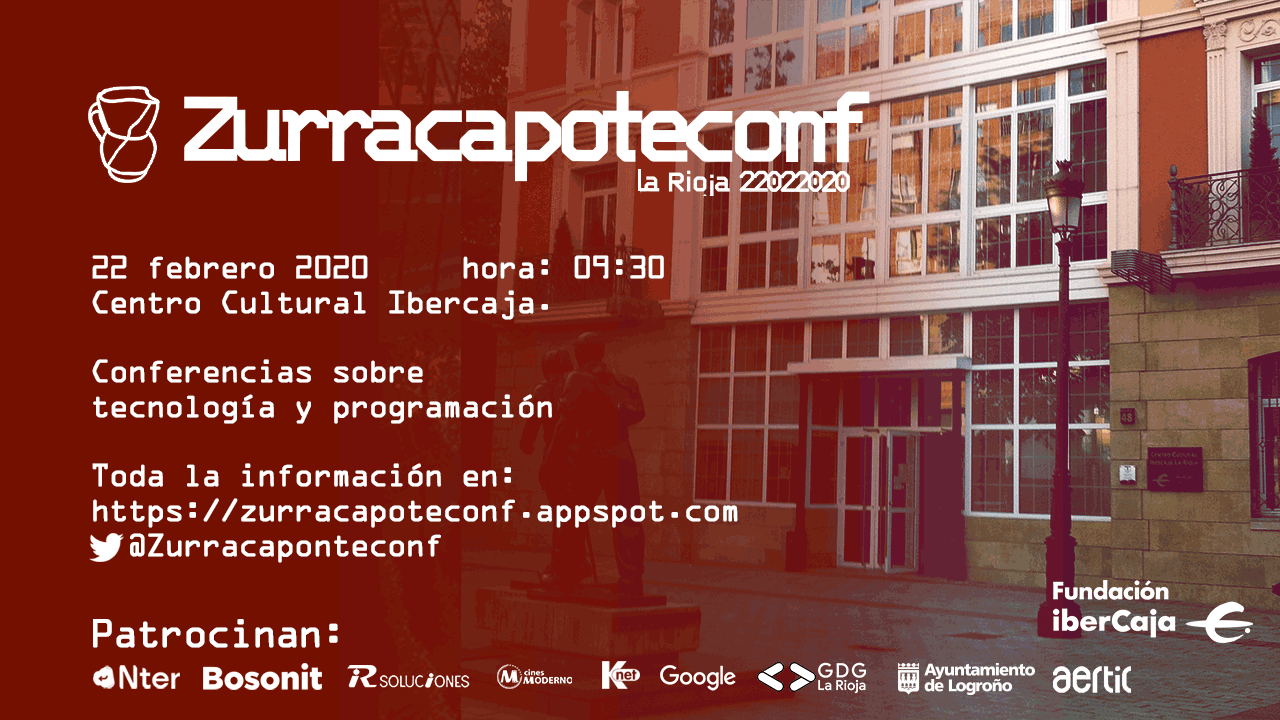 Zurracapoteconf
la Rioja 22022020
22 febrero 2020 hora: 09:30
Centro Cultural Ibercaja.
Conferencias sobre
tecnología y programación
Toda la información en:
https://zurracapoteconf.appspot.com
@Zurracaponteconf
48
Fundación
iberCaja
Patrocinan:
Nter Bosonit R SOLUCIONES M cines MODERNO Knet Google GDG La Rioja Ayuntamiento de Logroño aertic